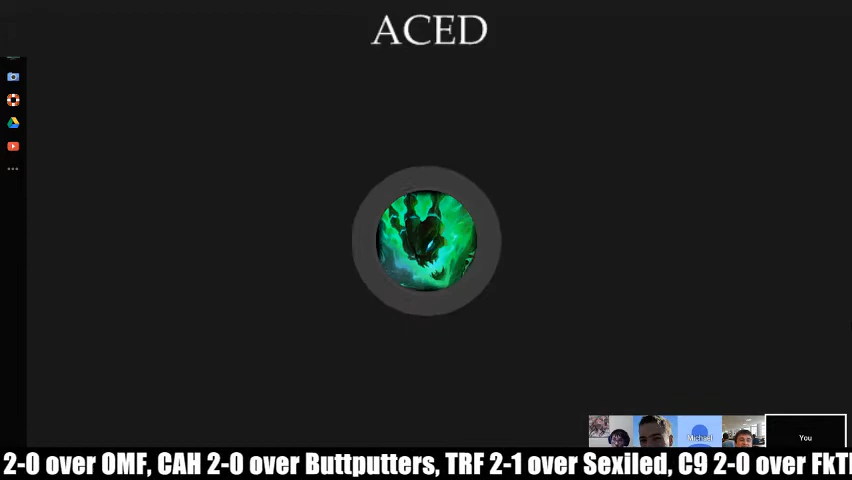 ACED
Michael
You
2-0 over OMF, CAH 2-0 over Buttputters, TRF 2-1 over Sexiled, C9 2-0 over